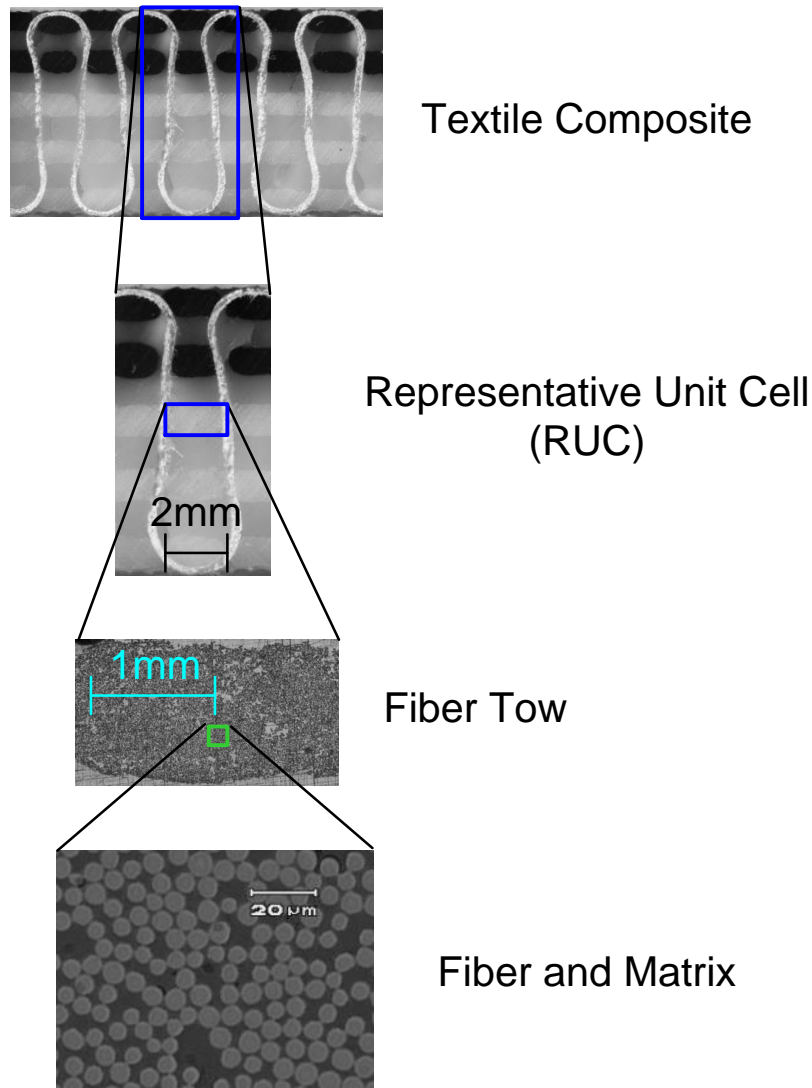 Textile Composite
Representative Unit Cell
(RUC)
2mm
1mm
Fiber Tow
20 μm
Fiber and Matrix